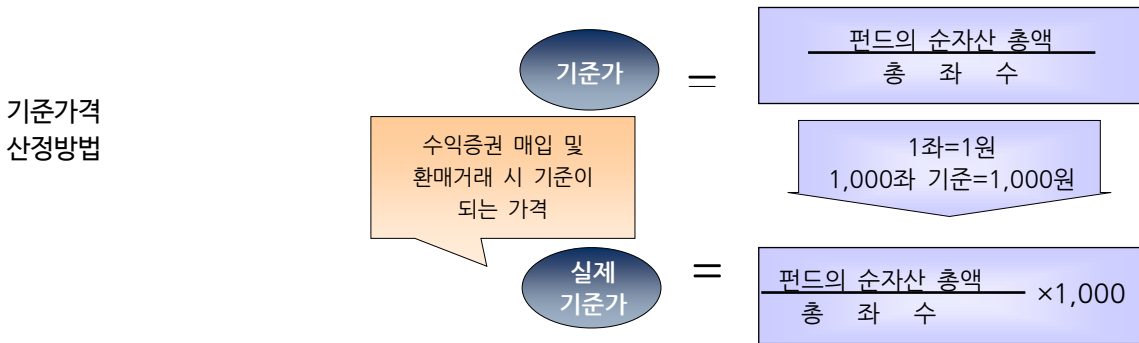 기준가격
산정방법
기준가
=
펀드의 순자산 총액
총 좌 수
수익증권 매입 및
환매거래 시 기준이
되는 가격
1좌=1원
1,000좌 기준=1,000원
실제
기준가
=
펀드의 순자산 총액
총 좌 수
×1,000